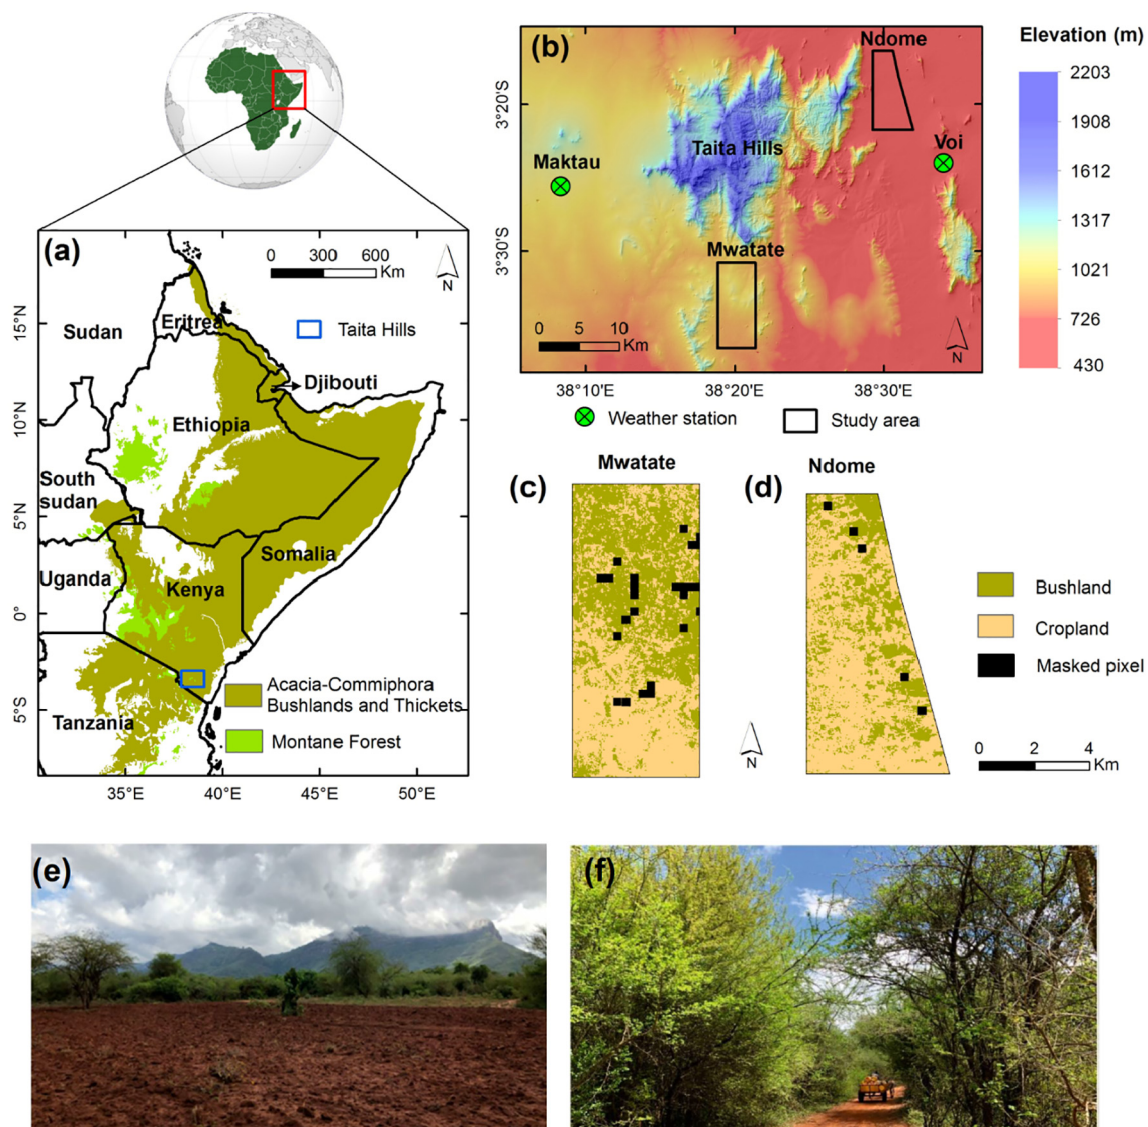 (a)
0 300 600
Km
N
Taita Hills
Sudan
Eritrea
Djibouti
Ethiopia
South
sudan
Somalia
Uganda
Kenya
Tanzania
Acacia-Commiphora
Bushlands and Thickets
Montane Forest
15°N
10°N
5°N
0°
5°S
35°E 40°E 45°E 50°E
(b)
Ndome
Taita Hills
Voi
Maktau
Mwatate
3°20'S
3°30'S
0 5 10
Km
N
38°10'E 38°20'E 38°30'E
Weather station
Study area
Elevation (m)
2203
1908
1612
1317
1021
726
430
Mwatate
(c)
Ndome
(d)
N
Bushland
Cropland
Masked pixel
0 2 4
Km
(e)
(f)